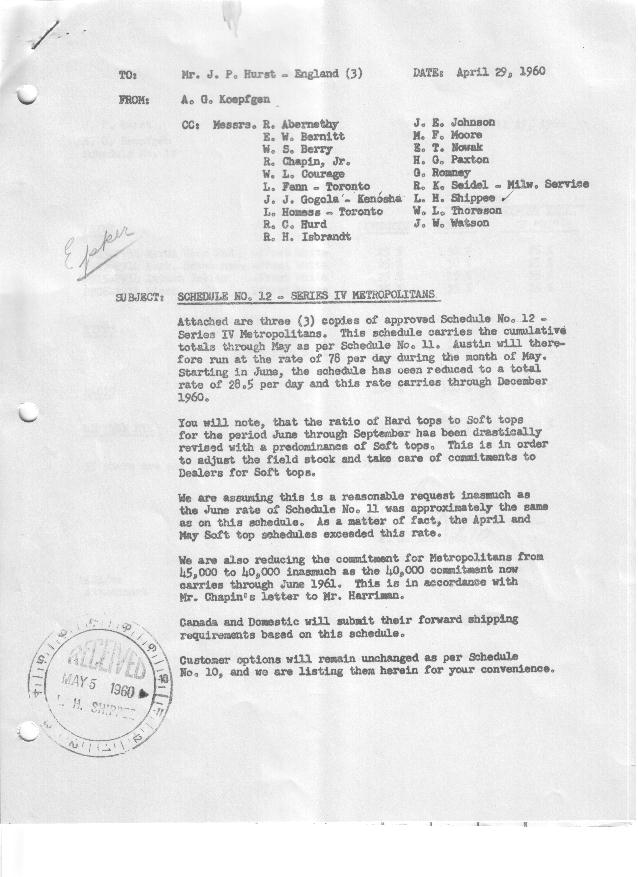 TO: Mr. J. P. Hurst - England (3) DATE: April 29, 1960
FROM: A. G. Koepfgen
CC: Messrs. R. Abernethy
E. W. Bernitt
W. S. Berry
R. Chapin, Jr.
W. L. Courage
L. Fenn - Toronto
J. J. Gogola - Kenosha
L. Homess - Toronto
R. C. Hurd
R. H. Isbrandt
J. E. Johnson
M. F. Moore
E. T. Nowak
H. G. Paxton
G. Romney
R. K. Seidel - Milw. Service
L. H. Shippee
W. L. Thoreson
J. W. Watson
SUBJECT: SCHEDULE NO. 12 - SERIES IV METROPOLITANS
Attached are three (3) copies of approved Schedule No. 12 -
Series IV Metropolitans. This schedule carries the cumulative
totals through May as per Schedule No. 11. Austin will there-
fore run at the rate of 78 per day during the month of May.
Starting in June, the schedule has been reduced to a total
rate of 28.5 per day and this rate carries through December
1960.
You will note, that the ratio of Hard tops to Soft tops
for the period June through September has been drastically
revised with a predominance of Soft tops. This is in order
to adjust the field stock and take care of commitments to
Dealers for Soft tops.
We are assuming this is a reasonable request inasmuch as
the June rate of Schedule No. 11 was approximately the same
as on this schedule. As a matter of fact, the April and
May Soft top schedules exceeded this rate.
We are also reducing the commitment for Metropolitans from
45,000 to 40,000 inasmuch as the 40,000 commitment now
carries through June 1961. This is in accordance with
Mr. Chapin's letter to Mr. Harriman.
Canada and Domestic will submit their forward shipping
requirements based on this schedule.
Customer options will remain unchanged as per Schedule
No. 10, and we are listing them herein for your convenience.
RECEIVED
MAY 5 1960
L. H. SHIPPEE